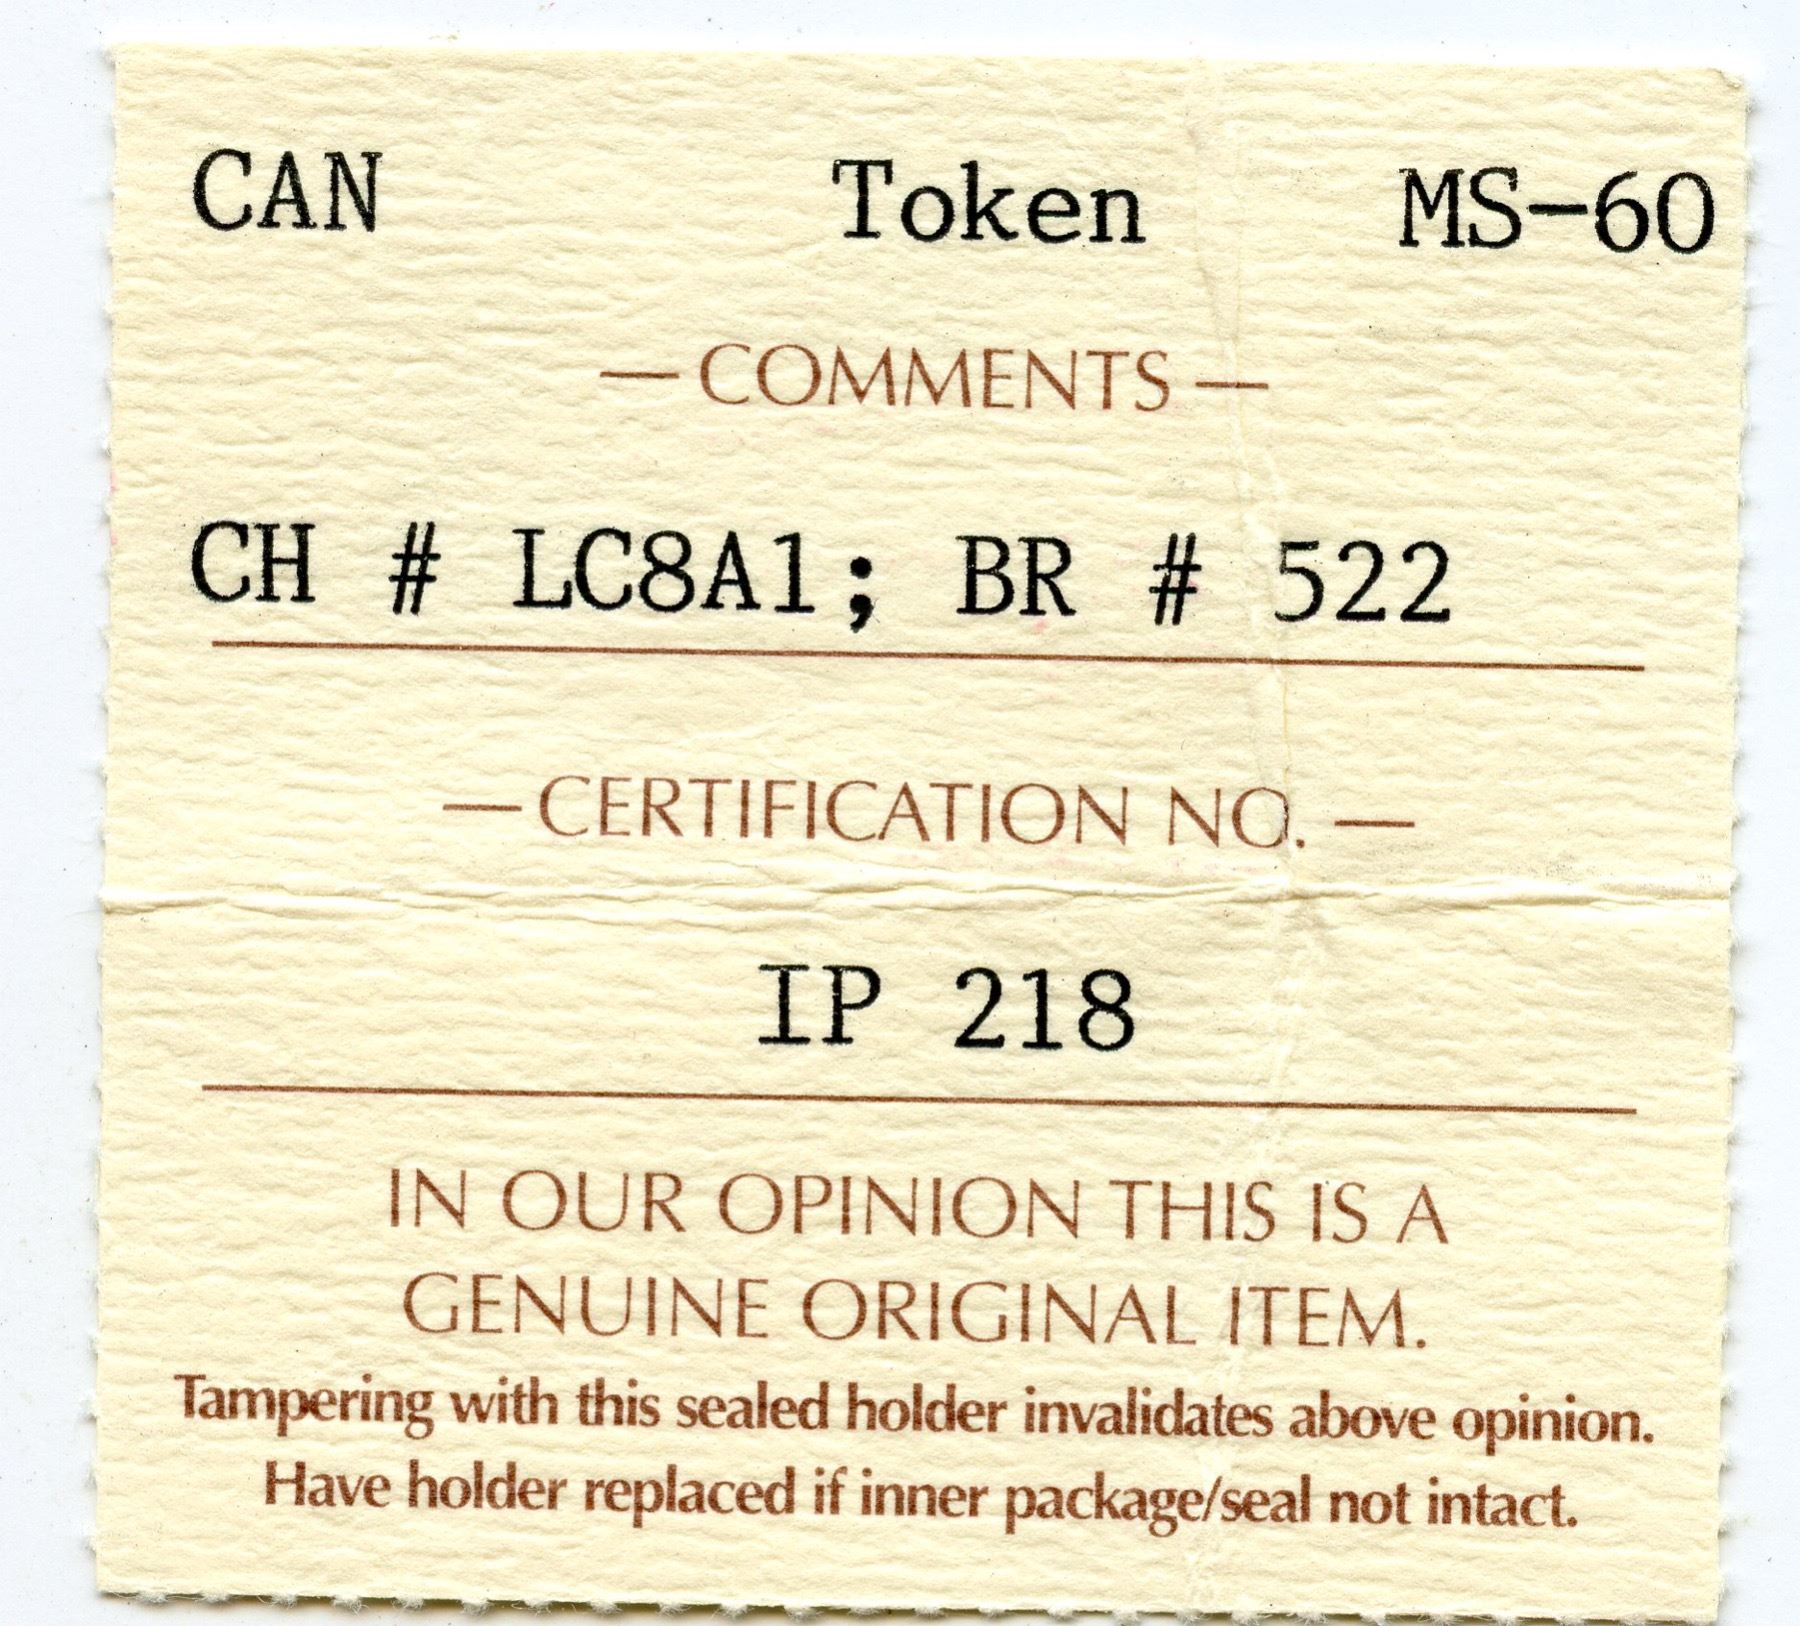 CAN Token MS-60
— COMMENTS —
CH # LC8A1; BR # 522
— CERTIFICATION NO. —
IP 218
IN OUR OPINION THIS IS A
GENUINE ORIGINAL ITEM.
Tampering with this sealed holder invalidates above opinion.
Have holder replaced if inner package/seal not intact.